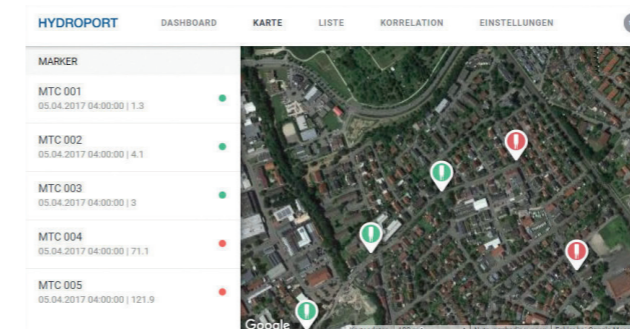 HYDROPORT DASHBOARD KARTE LISTE KORRELATION EINSTELLUNGEN
MARKER
MTC 001
05.04.2017 04:00:00 | 1.3
MTC 002
05.04.2017 04:00:00 | 4.1
MTC 003
05.04.2017 04:00:00 | 3
MTC 004
05.04.2017 04:00:00 | 71.1
MTC 005
05.04.2017 04:00:00 | 121.9
Google